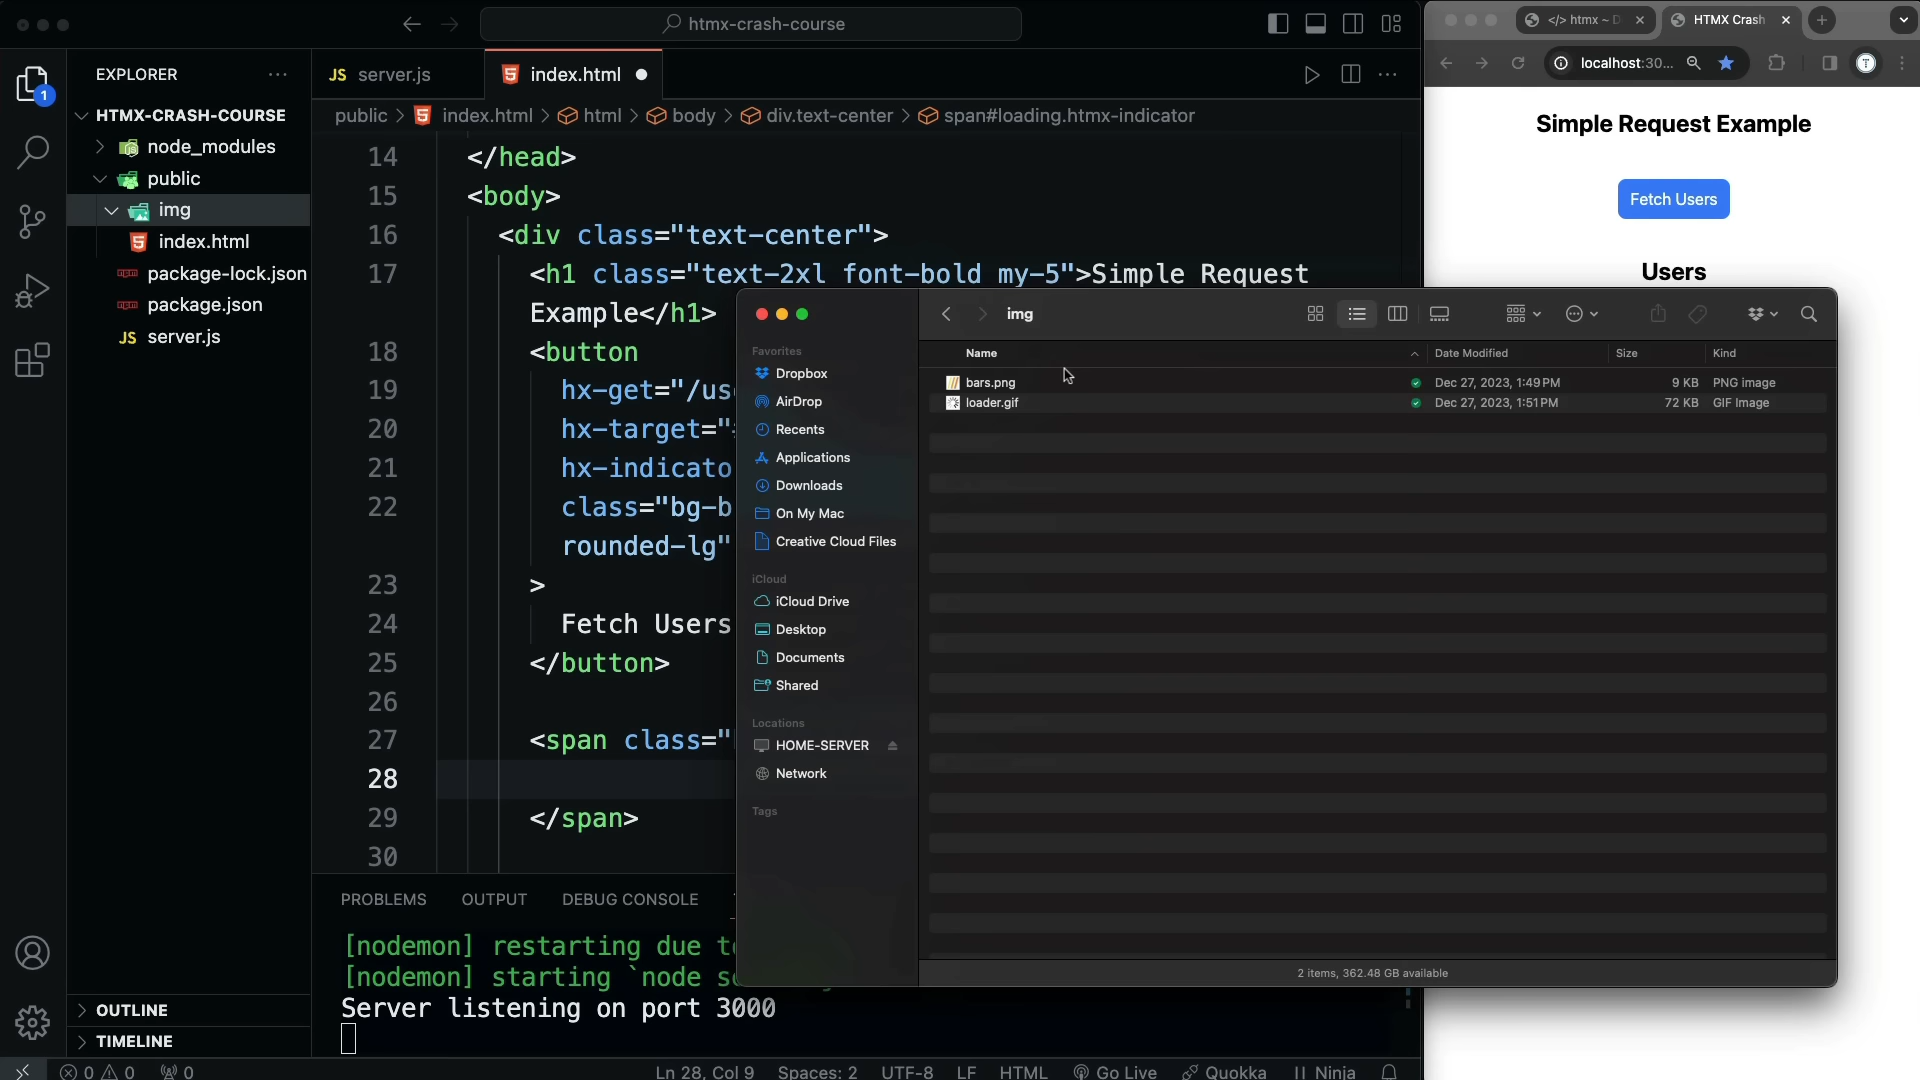 htmx-crash-course
EXPLORER
HTMX-CRASH-COURSE
node_modules
public
img
index.html
package-lock.json
package.json
JS server.js
OUTLINE
TIMELINE
1
JS server.js
index.html
public > index.html > html > body > div.text-center > span#loading.htmx-indicator
14 </head>
15 <body>
16 <div class="text-center">
17 <h1 class="text-2xl font-bold my-5">Simple Request
Example</h1>
18 <button
19 hx-get="/us
20 hx-target="
21 hx-indicato
22 class="bg-b
rounded-lg"
23 >
24 Fetch Users
25 </button>
26
27 <span class="
28
29 </span>
30
PROBLEMS OUTPUT DEBUG CONSOLE
[nodemon] restarting due t
[nodemon] starting `node s
Server listening on port 3000
0 0 0
Ln 28, Col 9 Spaces: 2 UTF-8 LF HTML Go Live Quokka Ninja
img
Favorites
Dropbox
AirDrop
Recents
Applications
Downloads
On My Mac
Creative Cloud Files
iCloud
iCloud Drive
Desktop
Documents
Shared
Locations
HOME-SERVER
Network
Tags
Name Date Modified Size Kind
bars.png Dec 27, 2023, 1:49 PM 9 KB PNG image
loader.gif Dec 27, 2023, 1:51 PM 72 KB GIF Image
2 items, 362.48 GB available
</> htmx ~ D
HTMX Crash
localhost:30...
T
Simple Request Example
Fetch Users
Users